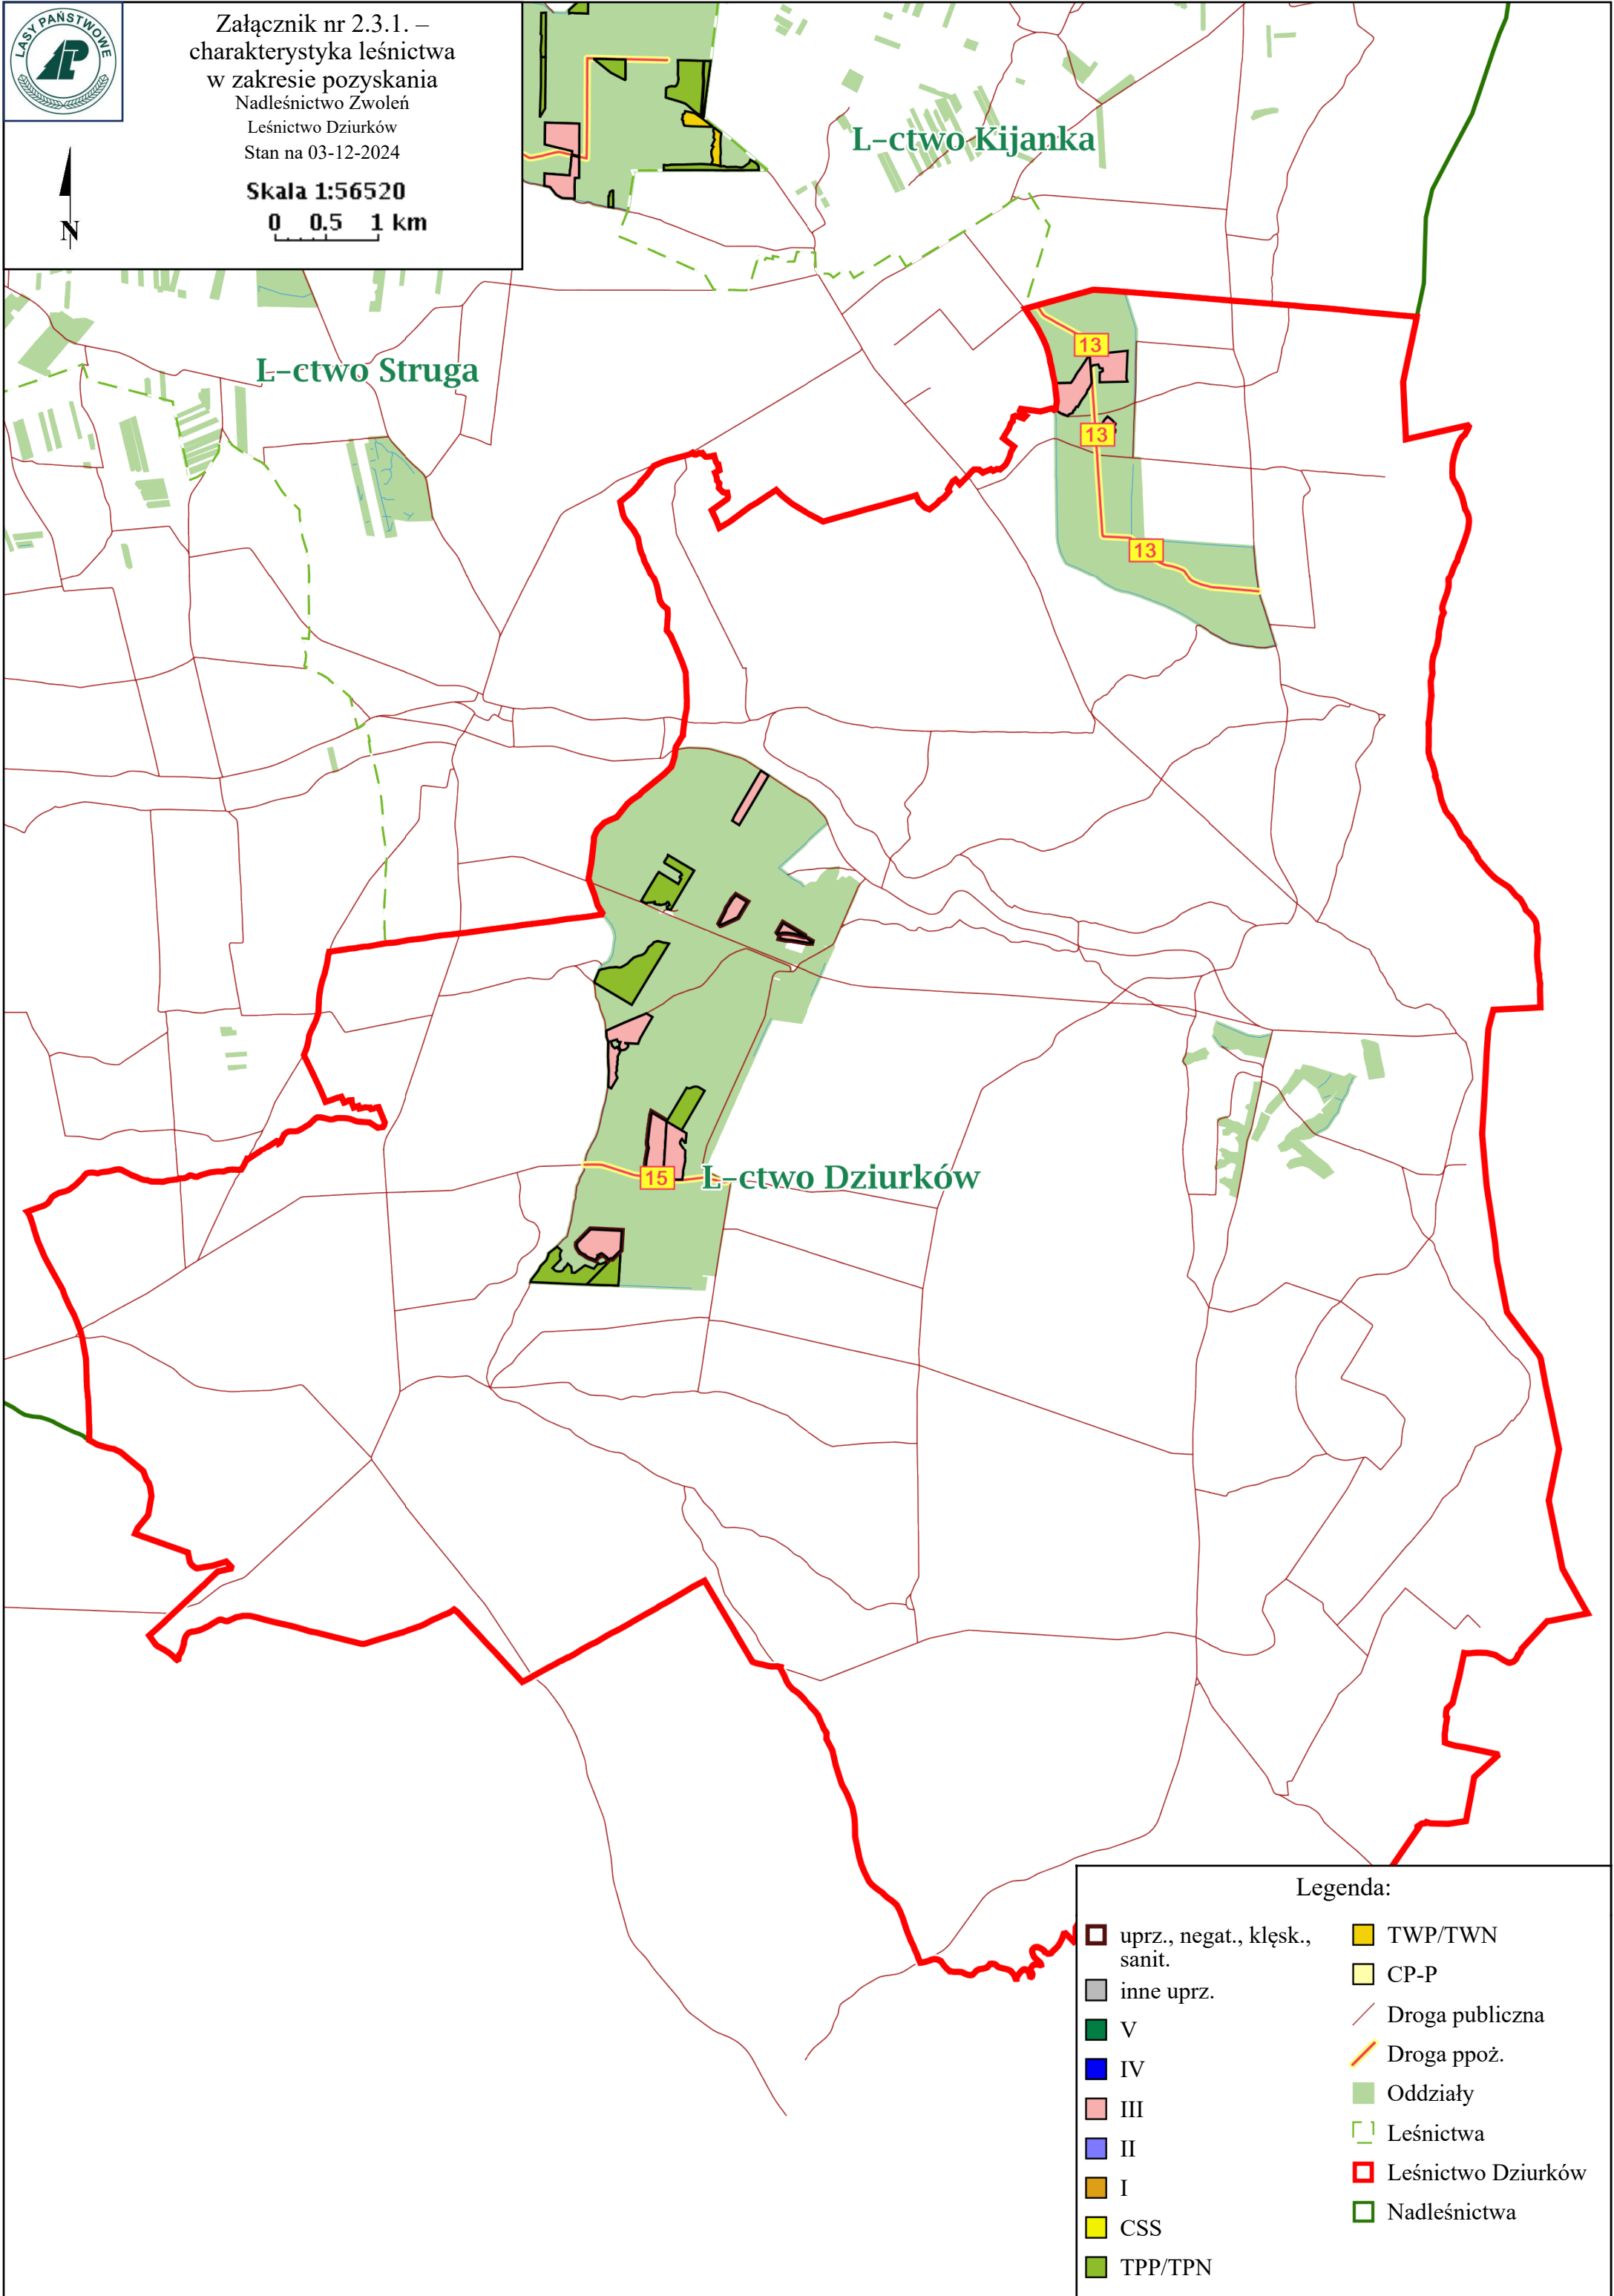 LASY PAŃSTWOWE
Załącznik nr 2.3.1. –
charakterystyka leśnictwa
w zakresie pozyskania
Nadleśnictwo Zwoleń
Leśnictwo Dziurków
Stan na 03-12-2024
Skala 1:56520
0 0.5 1 km
N
L-ctwo Kijanka
L-ctwo Struga
13
13
13
15
L-ctwo Dziurków
Legenda:
uprz., negat., klęsk.,
sanit.
inne uprz.
V
IV
III
II
I
CSS
TPP/TPN
TWP/TWN
CP-P
Droga publiczna
Droga ppoż.
Oddziały
Leśnictwa
Leśnictwo Dziurków
Nadleśnictwa